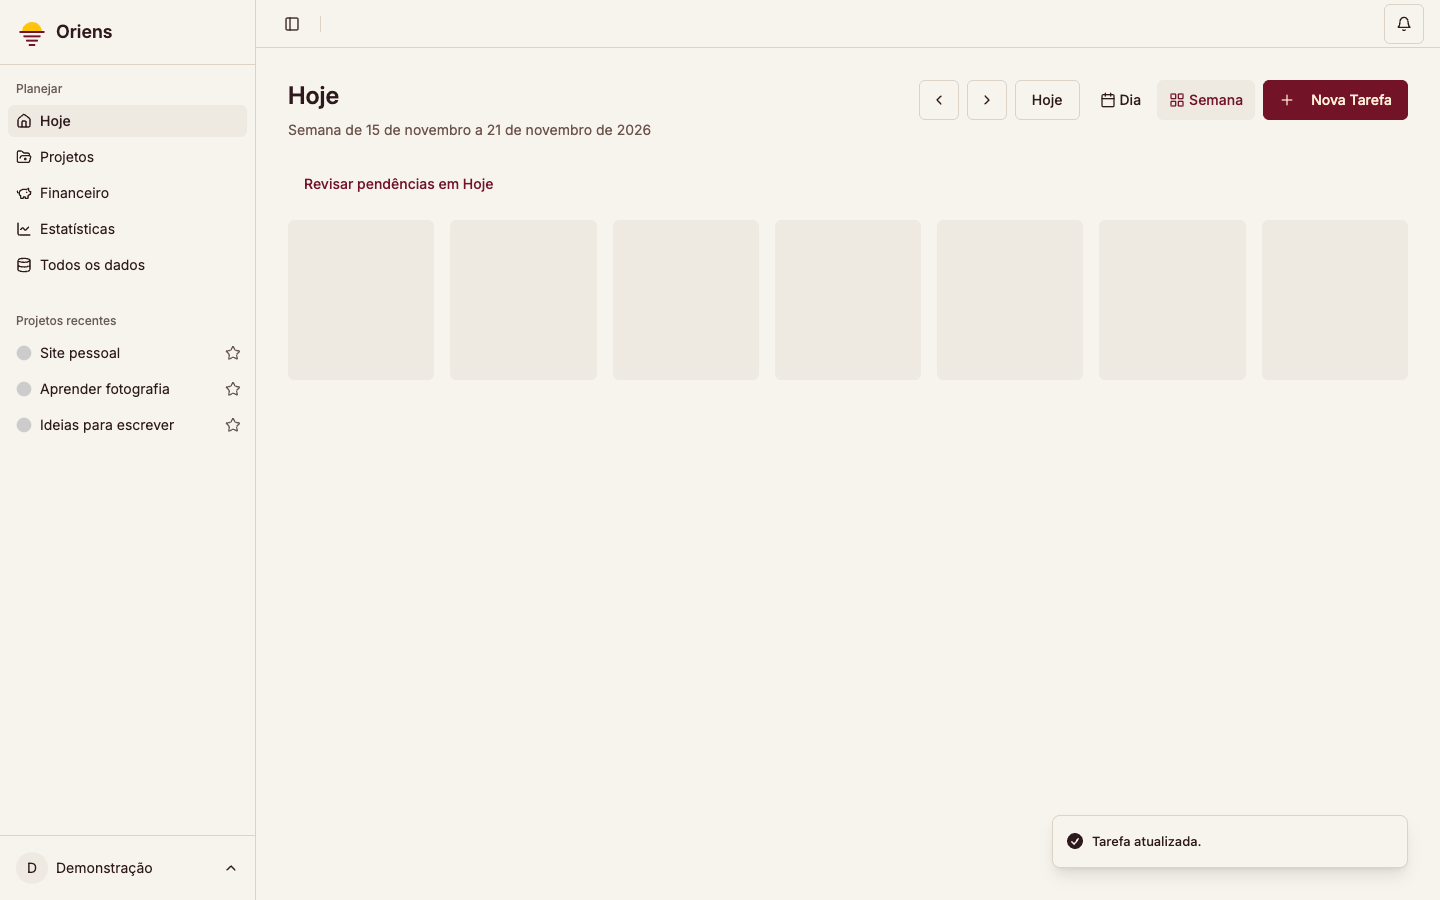 Oriens
Planejar
Hoje
Projetos
Financeiro
Estatísticas
Todos os dados
Projetos recentes
Site pessoal
Aprender fotografia
Ideias para escrever
D
Demonstração
Hoje
Semana de 15 de novembro a 21 de novembro de 2026
Hoje
Dia
Semana
Nova Tarefa
Revisar pendências em Hoje
Tarefa atualizada.